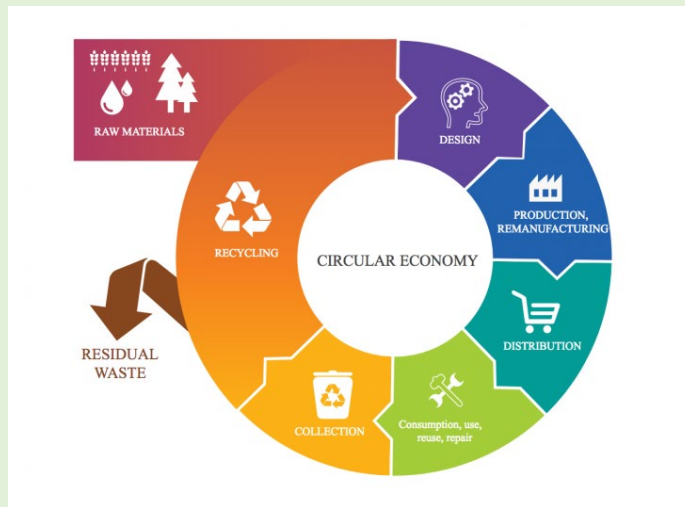 RAW MATERIALS
DESIGN
PRODUCTION,
REMANUFACTURING
RECYCLING
CIRCULAR ECONOMY
DISTRIBUTION
RESIDUAL
WASTE
COLLECTION
Consumption, use,
reuse, repair